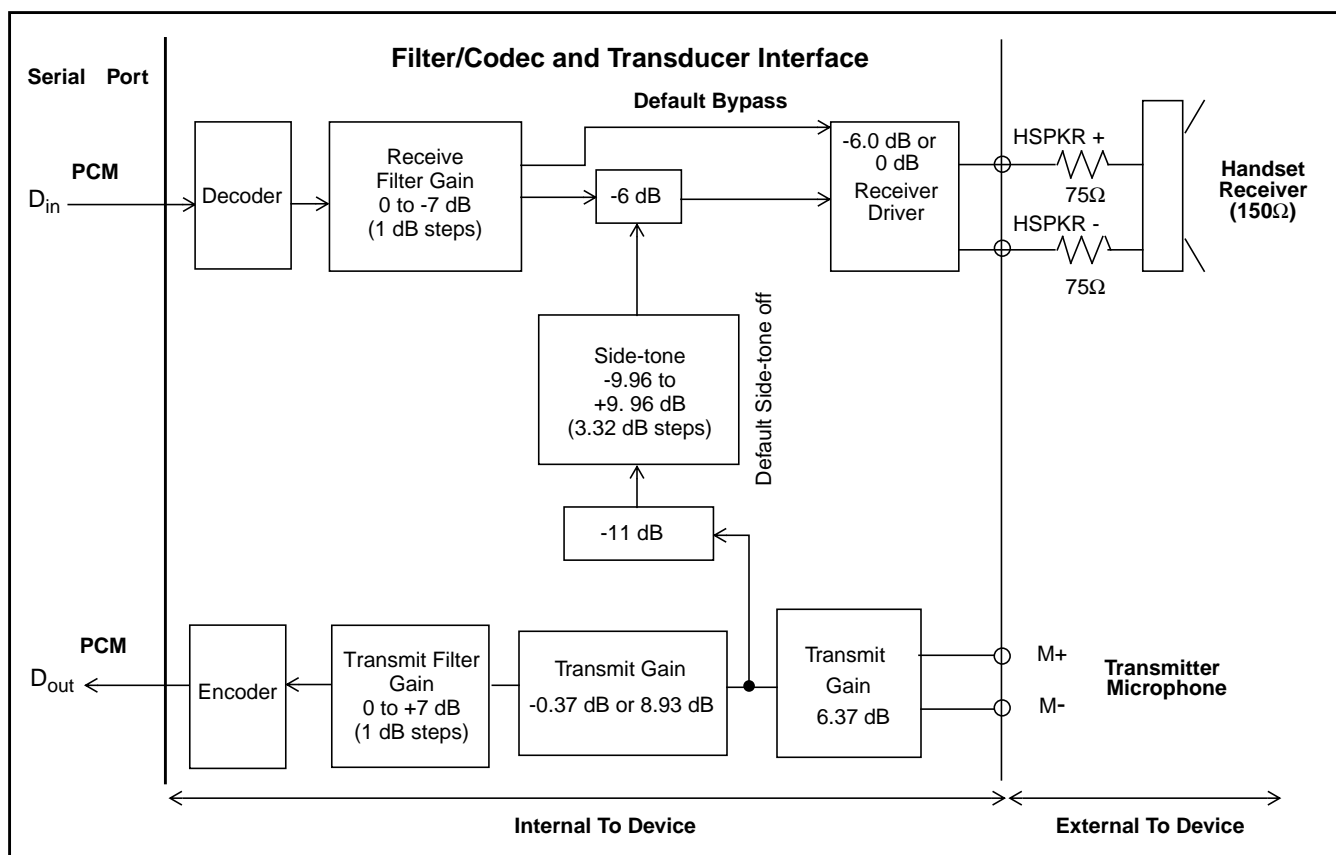 Filter/Codec and Transducer Interface
Serial Port
Default Bypass
PCM
Din
Decoder
Receive
Filter Gain
0 to -7 dB
(1 dB steps)
-6 dB
-6.0 dB or
0 dB
Receiver
Driver
HSPKR +
75Ω
HSPKR -
75Ω
Handset
Receiver
(150Ω)
Side-tone
-9.96 to
+9. 96 dB
(3.32 dB steps)
Default Side-tone off
-11 dB
PCM
Dout
Encoder
Transmit Filter
Gain
0 to +7 dB
(1 dB steps)
Transmit Gain
-0.37 dB or 8.93 dB
Transmit
Gain
6.37 dB
M+
M-
Transmitter
Microphone
Internal To Device
External To Device